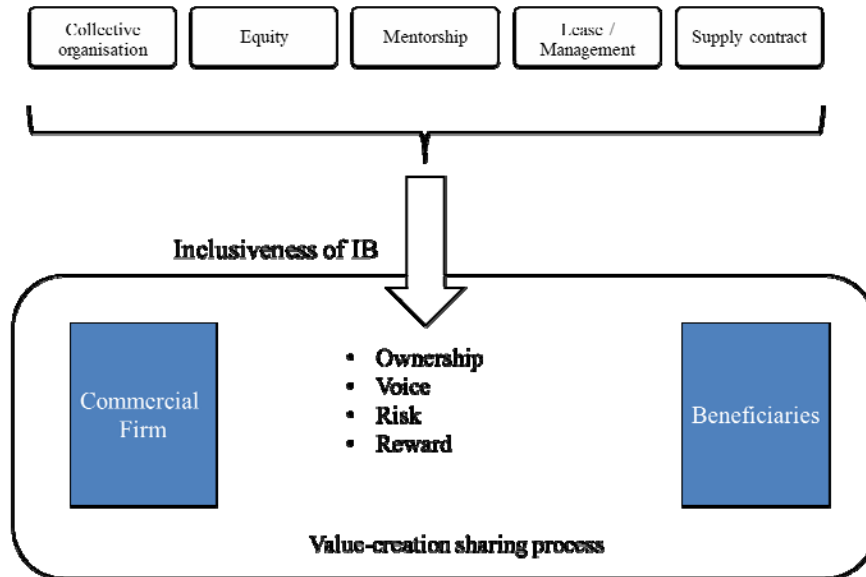 Collective
organisation
Equity
Mentorship
Lease /
Management
Supply contract
Inclusiveness of IB
• Ownership
• Voice
• Risk
• Reward
Commercial
Firm
Beneficiaries
Value-creation sharing process